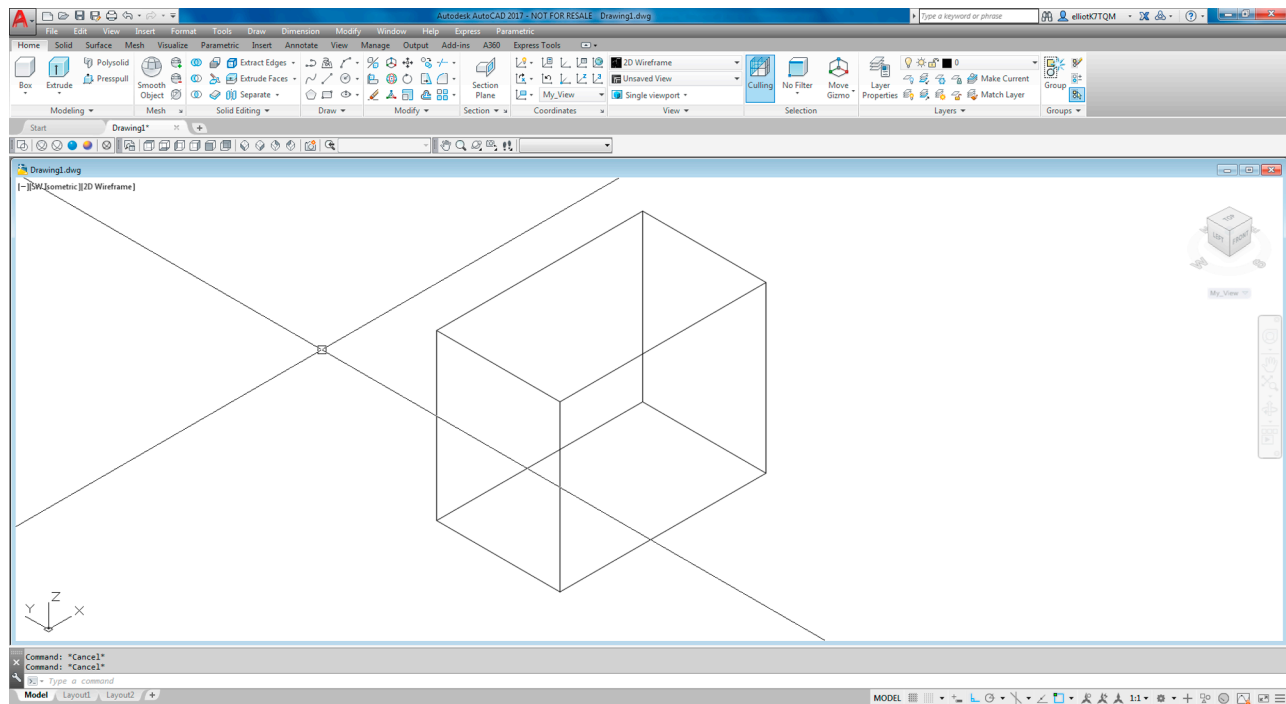 Autodesk AutoCAD 2017 - NOT FOR RESALE Drawing1.dwg
Type a keyword or phrase
elliotK7TQM
File Edit View Insert Format Tools Draw Dimension Modify Window Help Express Parametric
Home Solid Surface Mesh Visualize Parametric Insert Annotate View Manage Output Add-ins A360 Express Tools
Polysolid
Extract Edges
2D Wireframe
0
Presspull
Extrude Faces
Unsaved View
Make Current
Box Extrude
Smooth
Object
Separate
Section
Plane
My_View
Single viewport
Culling
No Filter
Move
Gizmo
Layer
Properties
Match Layer
Group
Modeling
Mesh
Solid Editing
Draw
Modify
Section
Coordinates
View
Selection
Layers
Groups
Start
Drawing1*
Drawing1.dwg
[−][SW Isometric][2D Wireframe]
TOP
LEFT
FRONT
My_View
Z
Y
X
Command: *Cancel*
Command: *Cancel*
Type a command
Model Layout1 Layout2
MODEL
1:1